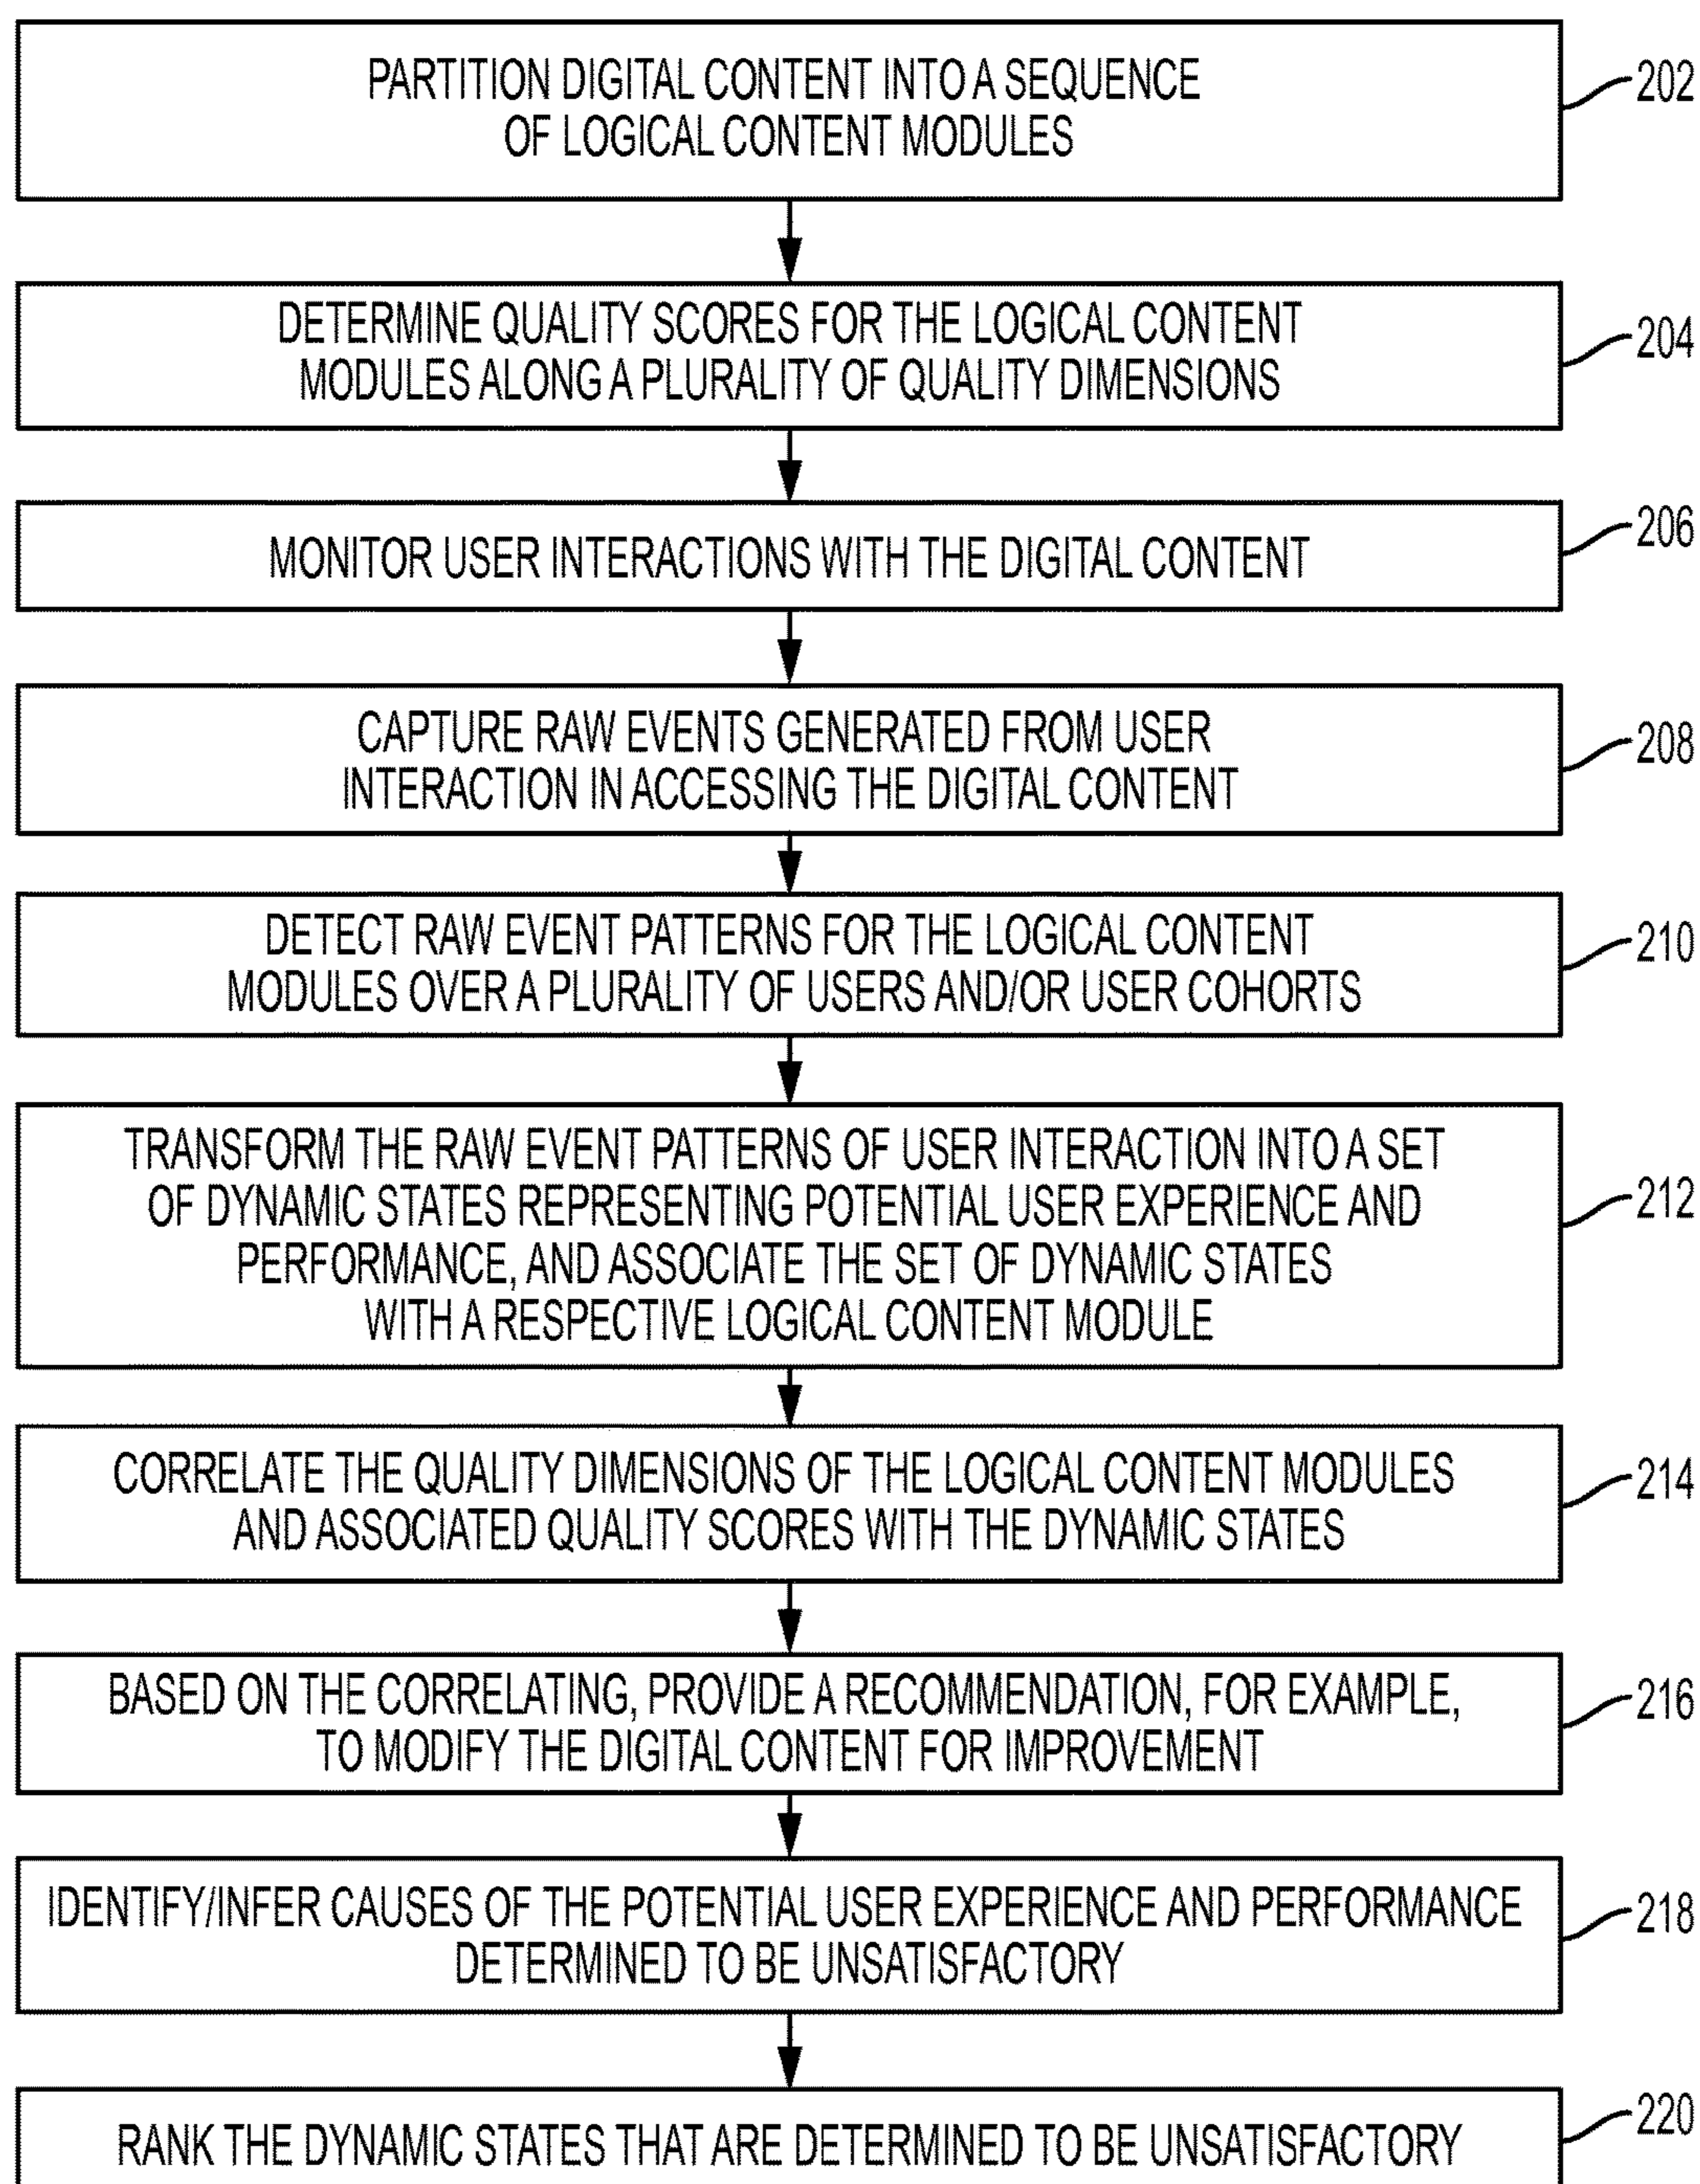 PARTITION DIGITAL CONTENT INTO A SEQUENCE
OF LOGICAL CONTENT MODULES
202
DETERMINE QUALITY SCORES FOR THE LOGICAL CONTENT
MODULES ALONG A PLURALITY OF QUALITY DIMENSIONS
204
MONITOR USER INTERACTIONS WITH THE DIGITAL CONTENT
206
CAPTURE RAW EVENTS GENERATED FROM USER
INTERACTION IN ACCESSING THE DIGITAL CONTENT
208
DETECT RAW EVENT PATTERNS FOR THE LOGICAL CONTENT
MODULES OVER A PLURALITY OF USERS AND/OR USER COHORTS
210
TRANSFORM THE RAW EVENT PATTERNS OF USER INTERACTION INTO A SET
OF DYNAMIC STATES REPRESENTING POTENTIAL USER EXPERIENCE AND
PERFORMANCE, AND ASSOCIATE THE SET OF DYNAMIC STATES
WITH A RESPECTIVE LOGICAL CONTENT MODULE
212
CORRELATE THE QUALITY DIMENSIONS OF THE LOGICAL CONTENT MODULES
AND ASSOCIATED QUALITY SCORES WITH THE DYNAMIC STATES
214
BASED ON THE CORRELATING, PROVIDE A RECOMMENDATION, FOR EXAMPLE,
TO MODIFY THE DIGITAL CONTENT FOR IMPROVEMENT
216
IDENTIFY/INFER CAUSES OF THE POTENTIAL USER EXPERIENCE AND PERFORMANCE
DETERMINED TO BE UNSATISFACTORY
218
RANK THE DYNAMIC STATES THAT ARE DETERMINED TO BE UNSATISFACTORY
220